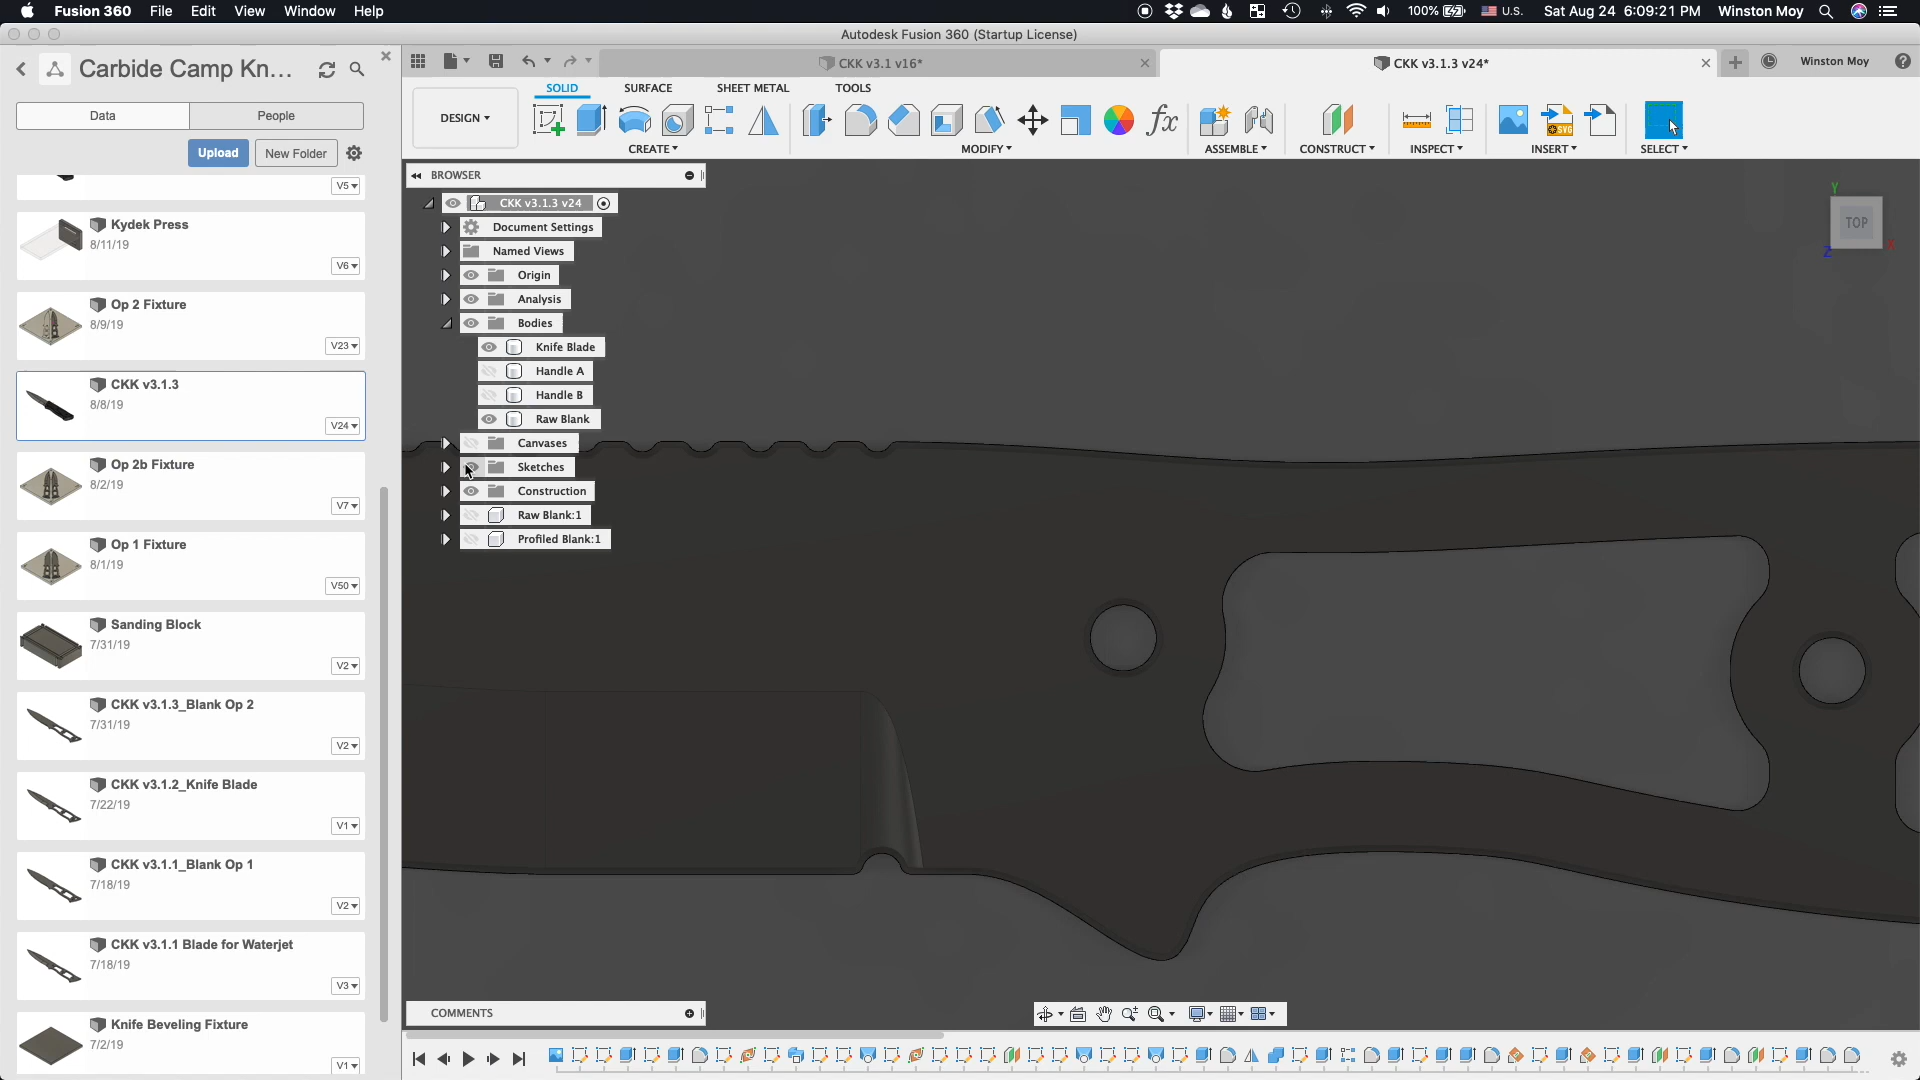 Fusion 360 File Edit View Window Help 100% U.S. Sat Aug 24 6:09:21 PM Winston Moy
Autodesk Fusion 360 (Startup License)
Carbide Camp Kn...
Data People
Upload New Folder
V5
Kydek Press
8/11/19
V6
Op 2 Fixture
8/9/19
V23
CKK v3.1.3
8/8/19
V24
Op 2b Fixture
8/2/19
V7
Op 1 Fixture
8/1/19
V50
Sanding Block
7/31/19
V2
CKK v3.1.3_Blank Op 2
7/31/19
V2
CKK v3.1.2_Knife Blade
7/22/19
V1
CKK v3.1.1_Blank Op 1
7/18/19
V2
CKK v3.1.1 Blade for Waterjet
7/18/19
V3
Knife Beveling Fixture
7/2/19
V1
CKK v3.1 v16* CKK v3.1.3 v24* Winston Moy
SOLID SURFACE SHEET METAL TOOLS
DESIGN
CREATE MODIFY ASSEMBLE CONSTRUCT INSPECT INSERT SELECT
SVG
BROWSER
CKK v3.1.3 v24
Document Settings
Named Views
Origin
Analysis
Bodies
Knife Blade
Handle A
Handle B
Raw Blank
Canvases
Sketches
Construction
Raw Blank:1
Profiled Blank:1
Y
TOP
X
Z
COMMENTS